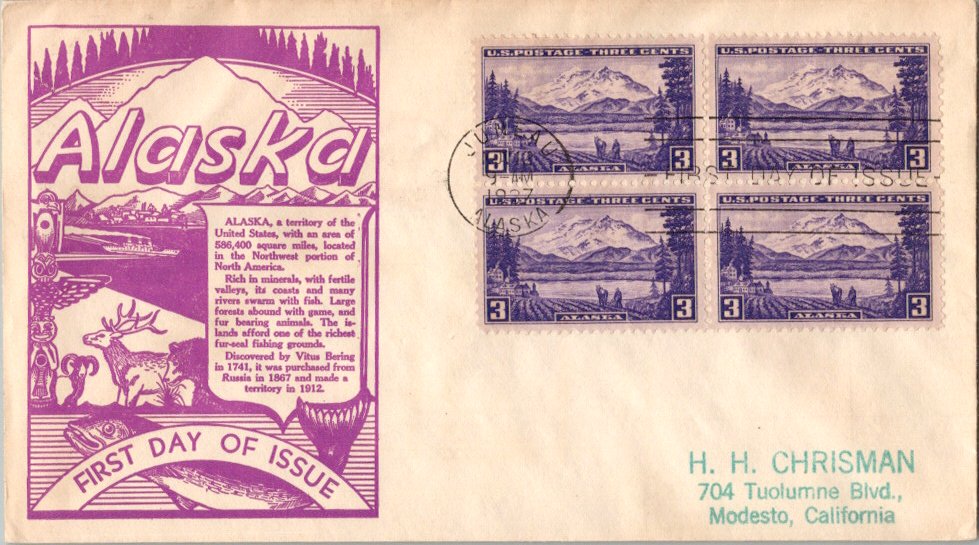 Alaska
ALASKA, a territory of the
United States, with an area of
586,400 square miles, located
in the Northwest portion of
North America.
Rich in minerals, with fertile
valleys, its coasts and many
rivers swarm with fish. Large
forests abound with game, and
fur bearing animals. The is-
lands afford one of the richest
fur-seal fishing grounds.
Discovered by Vitus Bering
in 1741, it was purchased from
Russia in 1867 and made a
territory in 1912.
FIRST DAY OF ISSUE
U.S. POSTAGE-THREE CENTS
3 ALASKA 3
U.S. POSTAGE-THREE CENTS
3 ALASKA 3
U.S. POSTAGE-THREE CENTS
3 ALASKA 3
U.S. POSTAGE-THREE CENTS
3 ALASKA 3
JUNEAU
AM
1937
ALASKA
FIRST DAY OF ISSUE
H. H. CHRISMAN
704 Tuolumne Blvd.,
Modesto, California